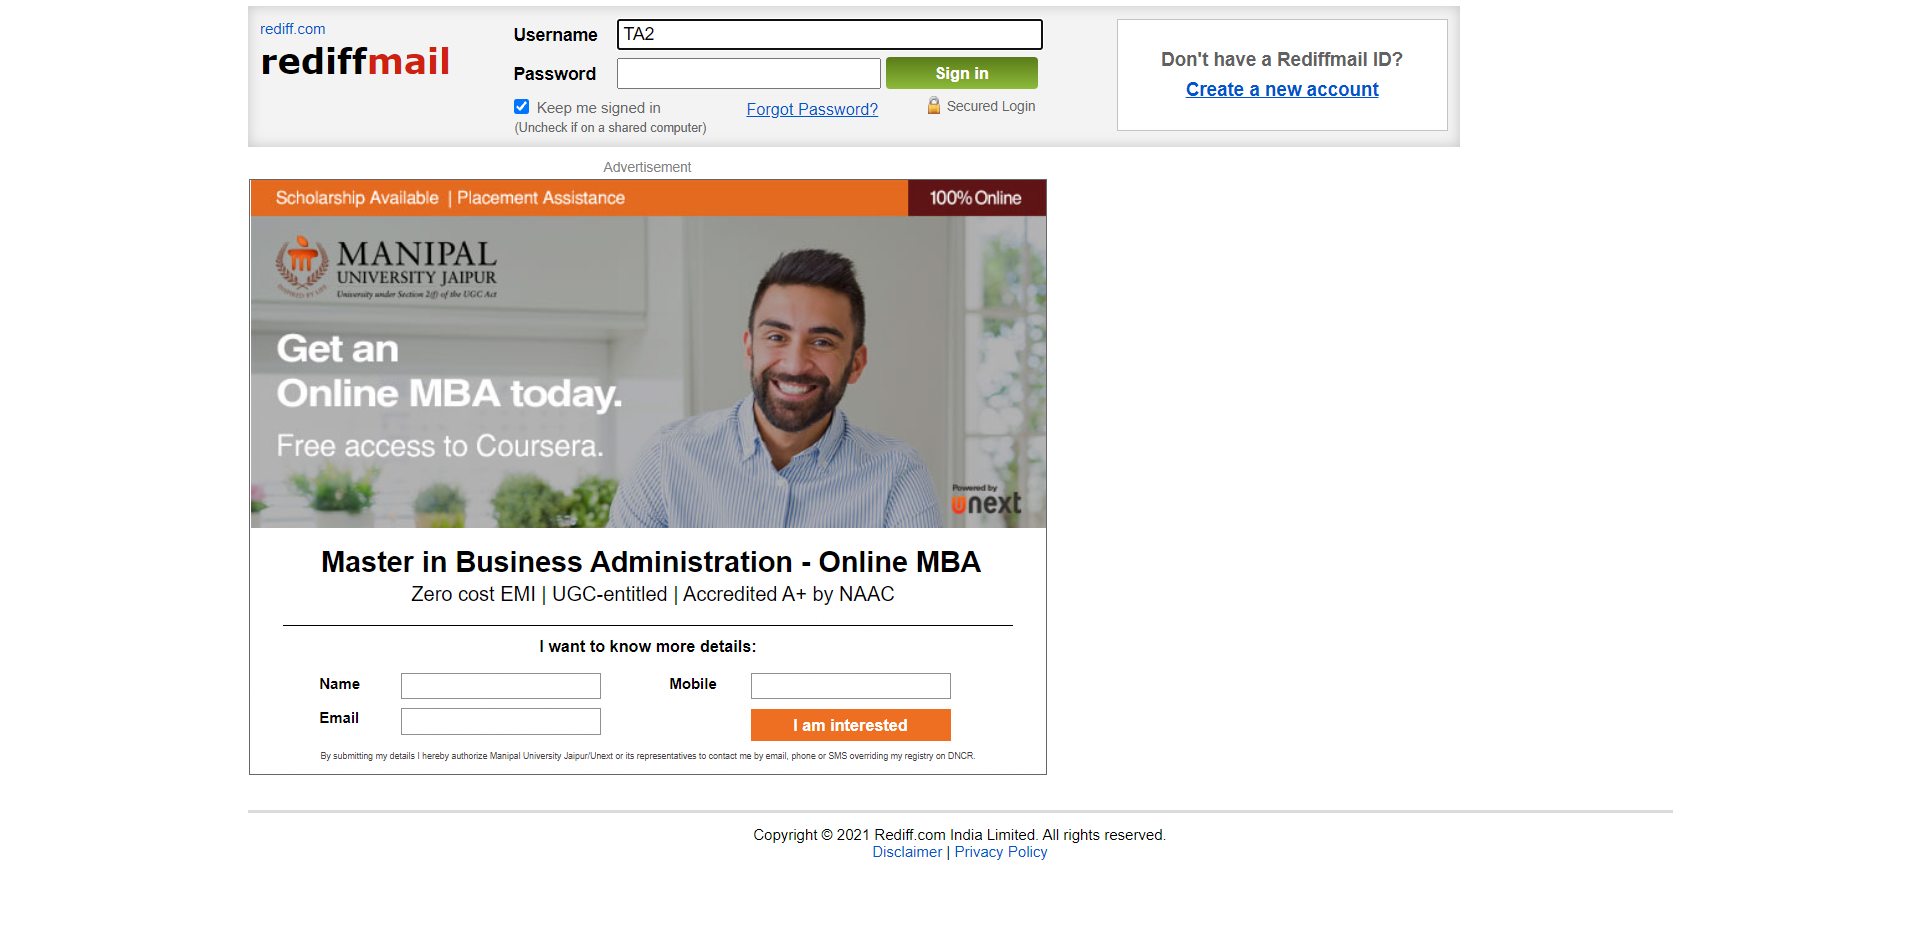 rediff.com
rediffmail
Username TA2
Password Sign in
Keep me signed in Forgot Password? Secured Login
(Uncheck if on a shared computer)
Don't have a Rediffmail ID?
Create a new account
Advertisement
Scholarship Available | Placement Assistance 100% Online
MANIPAL
UNIVERSITY JAIPUR
University under Section 2(f) of the UGC Act
INSPIRED BY LIFE
Get an
Online MBA today.
Free access to Coursera.
Powered by
unext
Master in Business Administration - Online MBA
Zero cost EMI | UGC-entitled | Accredited A+ by NAAC
I want to know more details:
Name Mobile
Email I am interested
By submitting my details I hereby authorize Manipal University Jaipur/Unext or its representatives to contact me by email, phone or SMS overriding my registry on DNCR.
Copyright © 2021 Rediff.com India Limited. All rights reserved.
Disclaimer | Privacy Policy